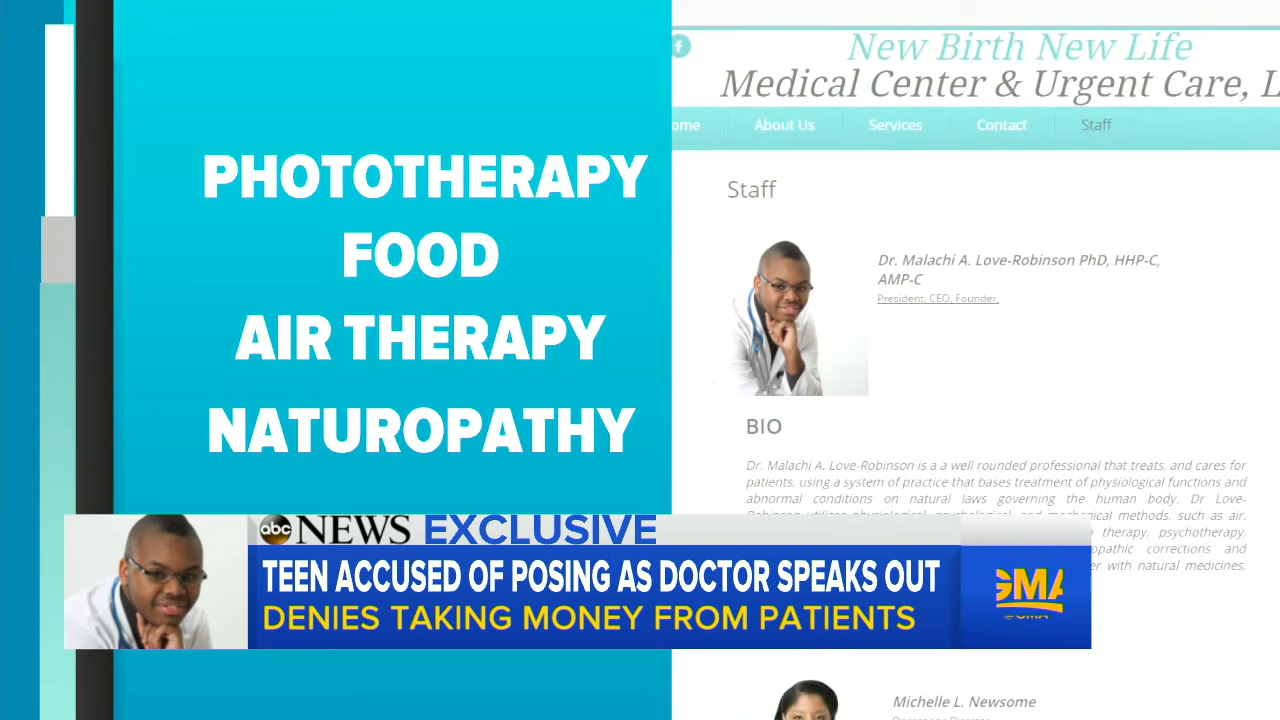 PHOTOTHERAPY
FOOD
AIR THERAPY
NATUROPATHY
New Birth New Life
Medical Center & Urgent Care, L
ome About Us Services Contact Staff
Staff
Dr. Malachi A. Love-Robinson PhD, HHP-C,
AMP-C
President, CEO, Founder,
BIO
Dr. Malachi A. Love-Robinson is a a well rounded professional that treats, and cares for
patients, using a system of practice that bases treatment of physiological functions and
abnormal conditions on natural laws governing the human body. Dr Love-
air,
therapy, psychotherapy,
corrections and
with natural medicines,
abc NEWS EXCLUSIVE
TEEN ACCUSED OF POSING AS DOCTOR SPEAKS OUT
DENIES TAKING MONEY FROM PATIENTS
GMA
Michelle L. Newsome